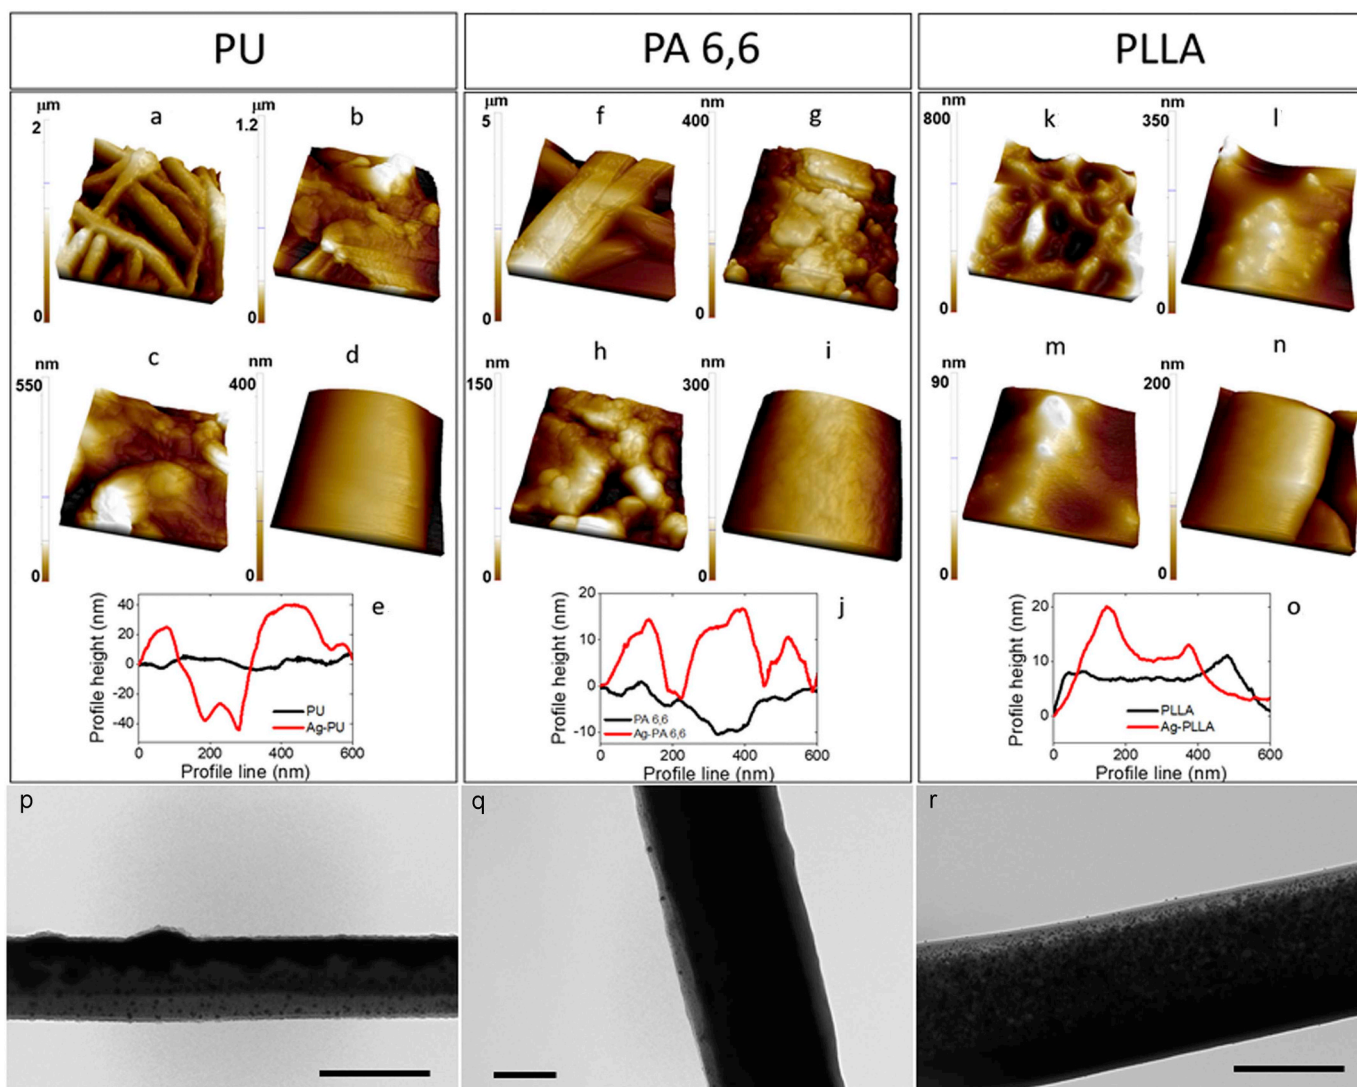 PU
PA 6,6
PLLA
μm
2
0
a
μm
1.2
0
b
μm
5
0
f
nm
400
0
g
nm
800
0
k
nm
350
0
l
nm
550
0
c
nm
400
0
d
nm
150
0
h
nm
300
0
i
nm
90
0
m
nm
200
0
n
e
Profile height (nm)
40
20
0
-20
-40
PU
Ag-PU
0 200 400 600
Profile line (nm)
j
Profile height (nm)
20
10
0
-10
PA 6,6
Ag-PA 6,6
0 200 400 600
Profile line (nm)
o
Profile height (nm)
20
10
0
PLLA
Ag-PLLA
0 200 400 600
Profile line (nm)
p
q
r